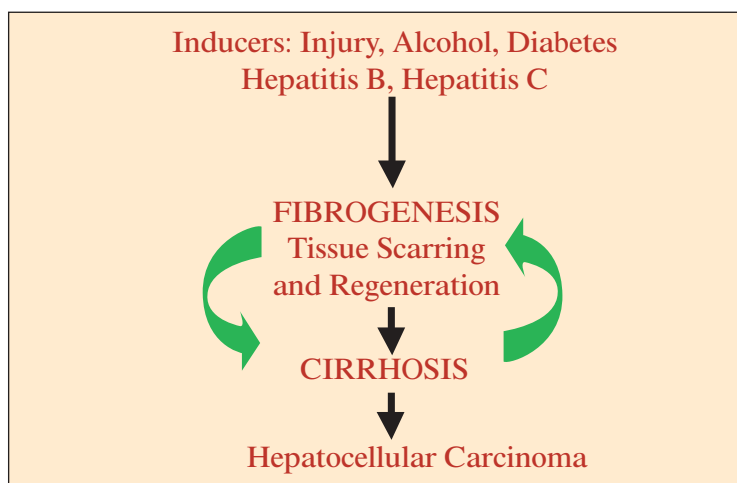 Inducers: Injury, Alcohol, Diabetes
Hepatitis B, Hepatitis C
FIBROGENESIS
Tissue Scarring
and Regeneration
CIRRHOSIS
Hepatocellular Carcinoma